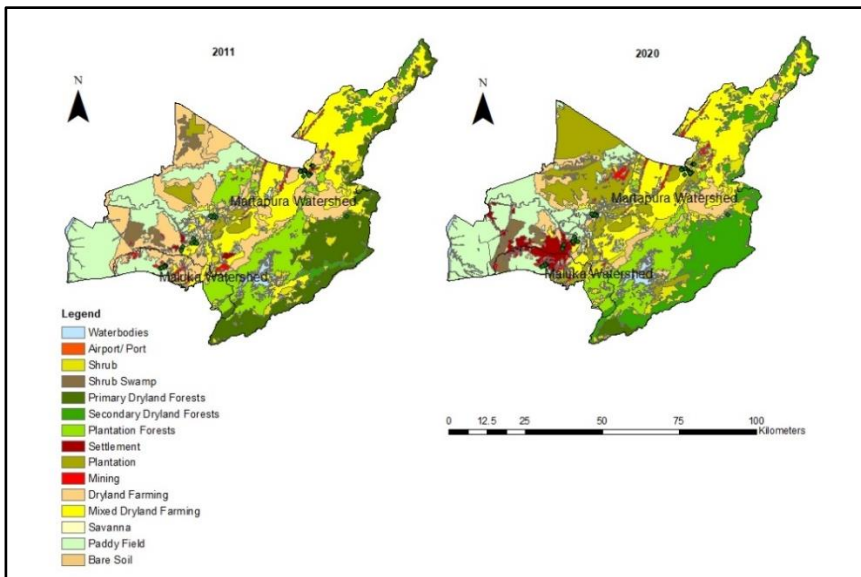 2011
2020
N
N
Martapura Watershed
Martapura Watershed
Maluka Watershed
Maluka Watershed
Legend
Waterbodies
Airport/ Port
Shrub
Shrub Swamp
Primary Dryland Forests
Secondary Dryland Forests
Plantation Forests
Settlement
Plantation
Mining
Dryland Farming
Mixed Dryland Farming
Savanna
Paddy Field
Bare Soil
0 12.5 25 50 75 100
Kilometers